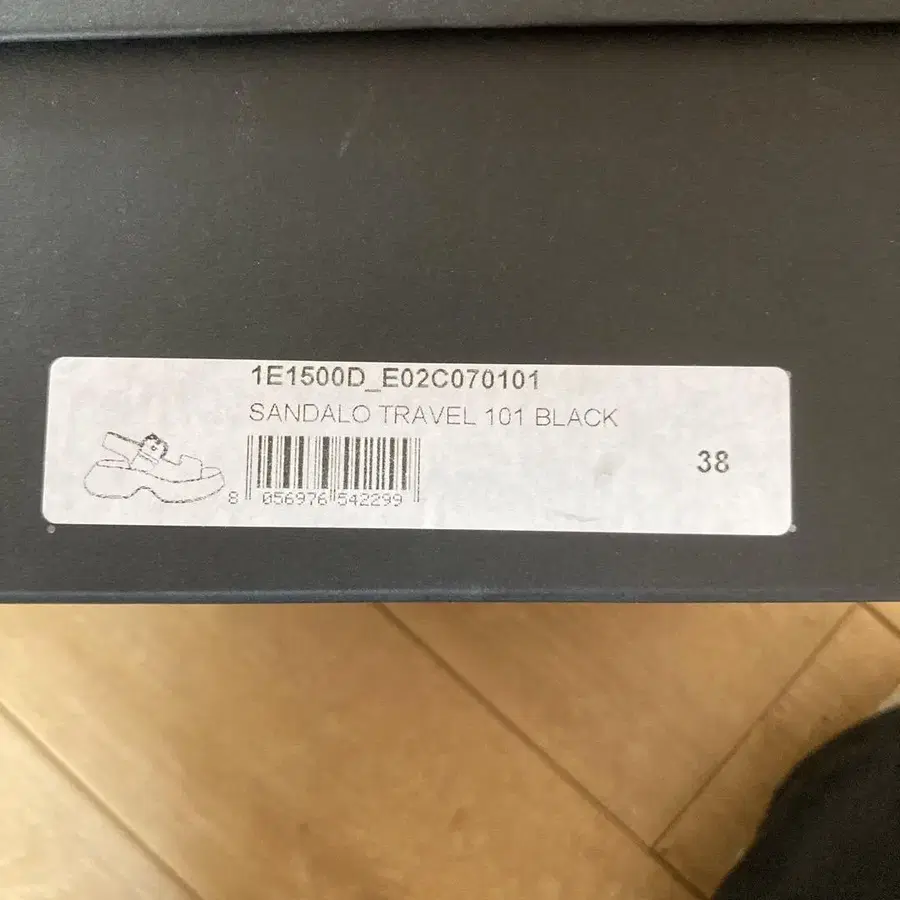 1E1500D_E02C070101
SANDALO TRAVEL 101 BLACK
38
8 056976 542299